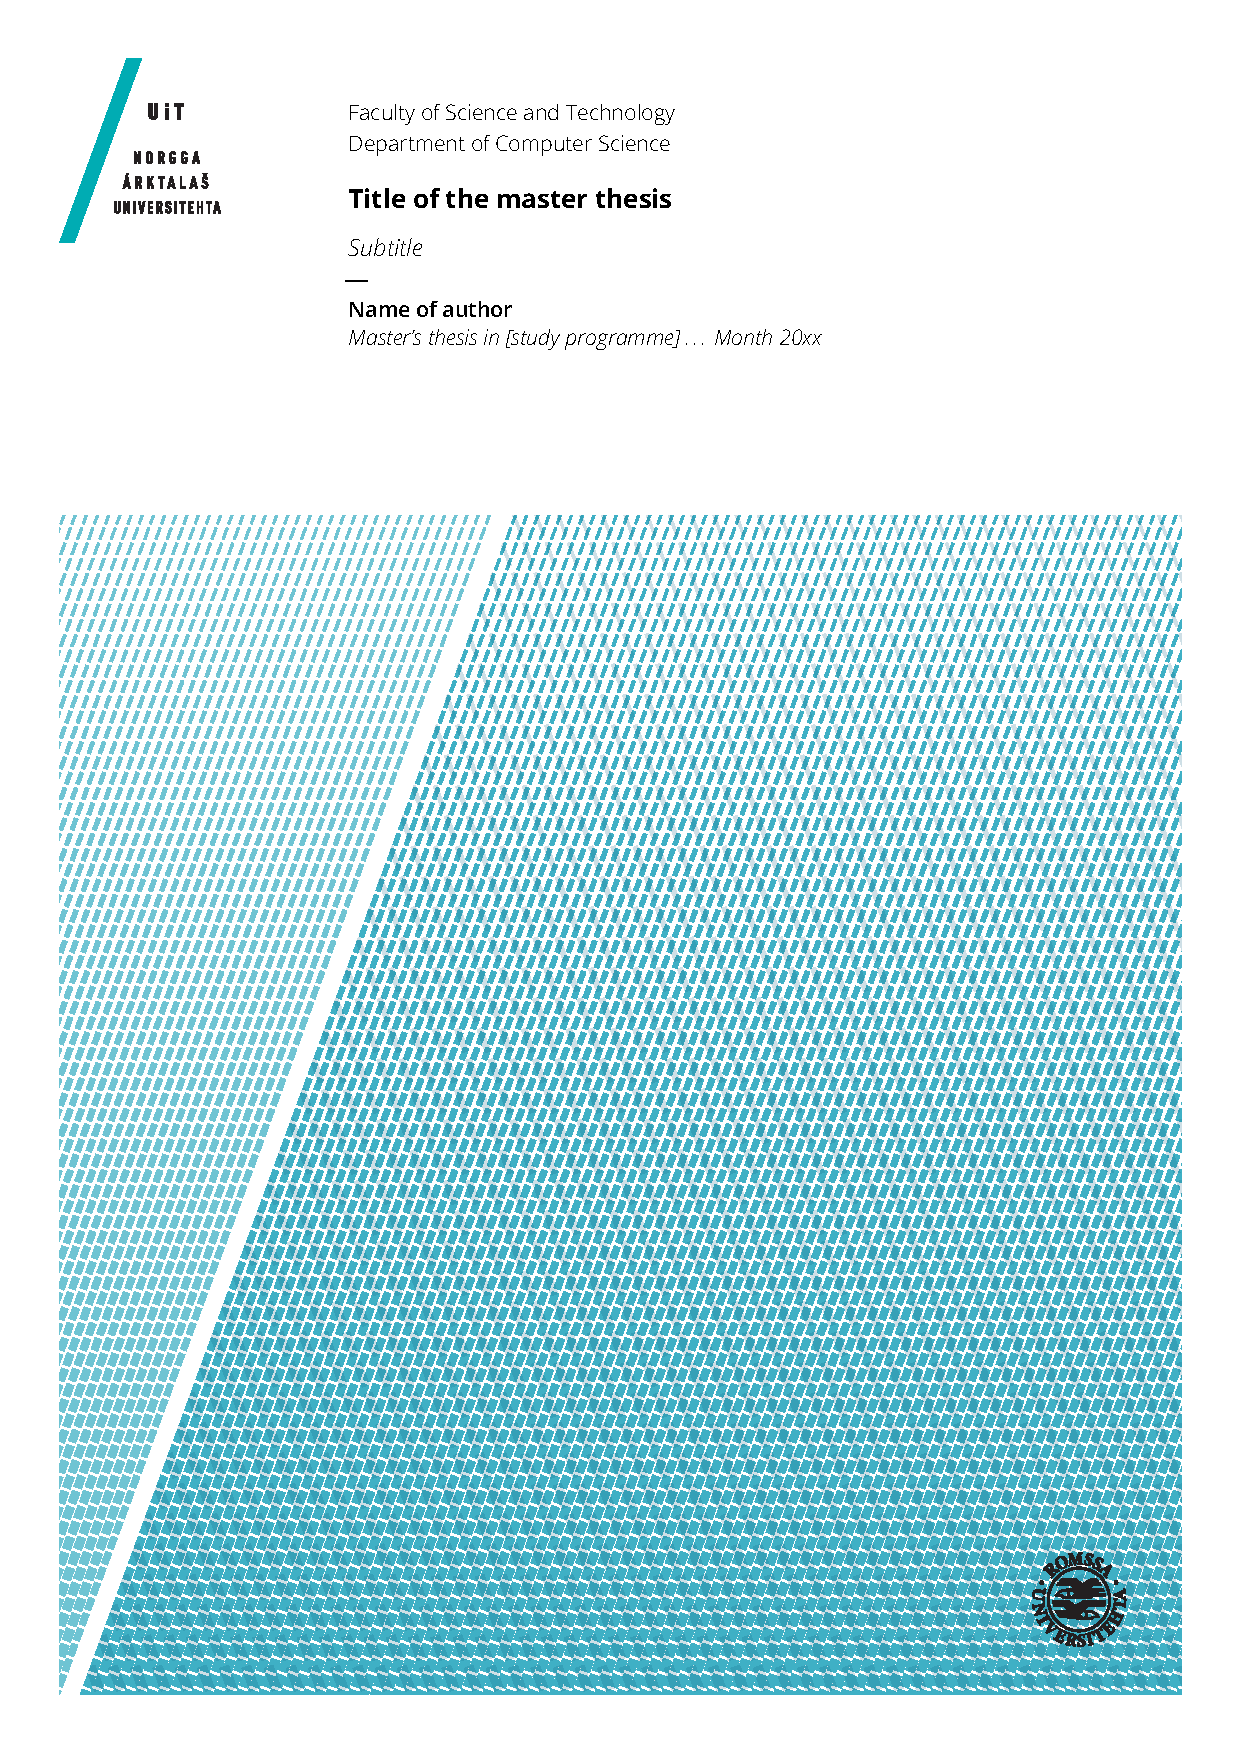 UiT
NORGGA
ÁRKTALAŠ
UNIVERSITEHTA
Faculty of Science and Technology
Department of Computer Science
Title of the master thesis
Subtitle
—
Name of author
Master’s thesis in [study programme] … Month 20xx
ROMSSA
UNIVERSITEHTA